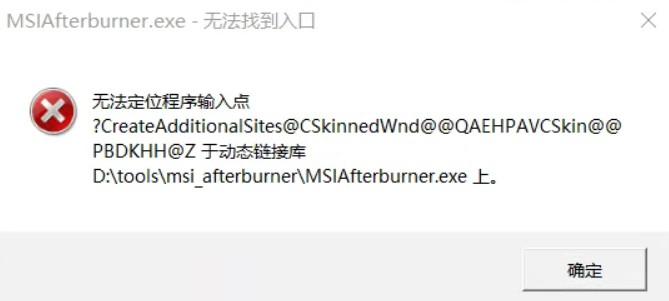 MSIAfterburner.exe - 无法找到入口
无法定位程序输入点
?CreateAdditionalSites@CSkinnedWnd@@QAEHPAVCSkin@@
PBDKHH@Z 于动态链接库
D:\tools\msi_afterburner\MSIAfterburner.exe 上。
确定